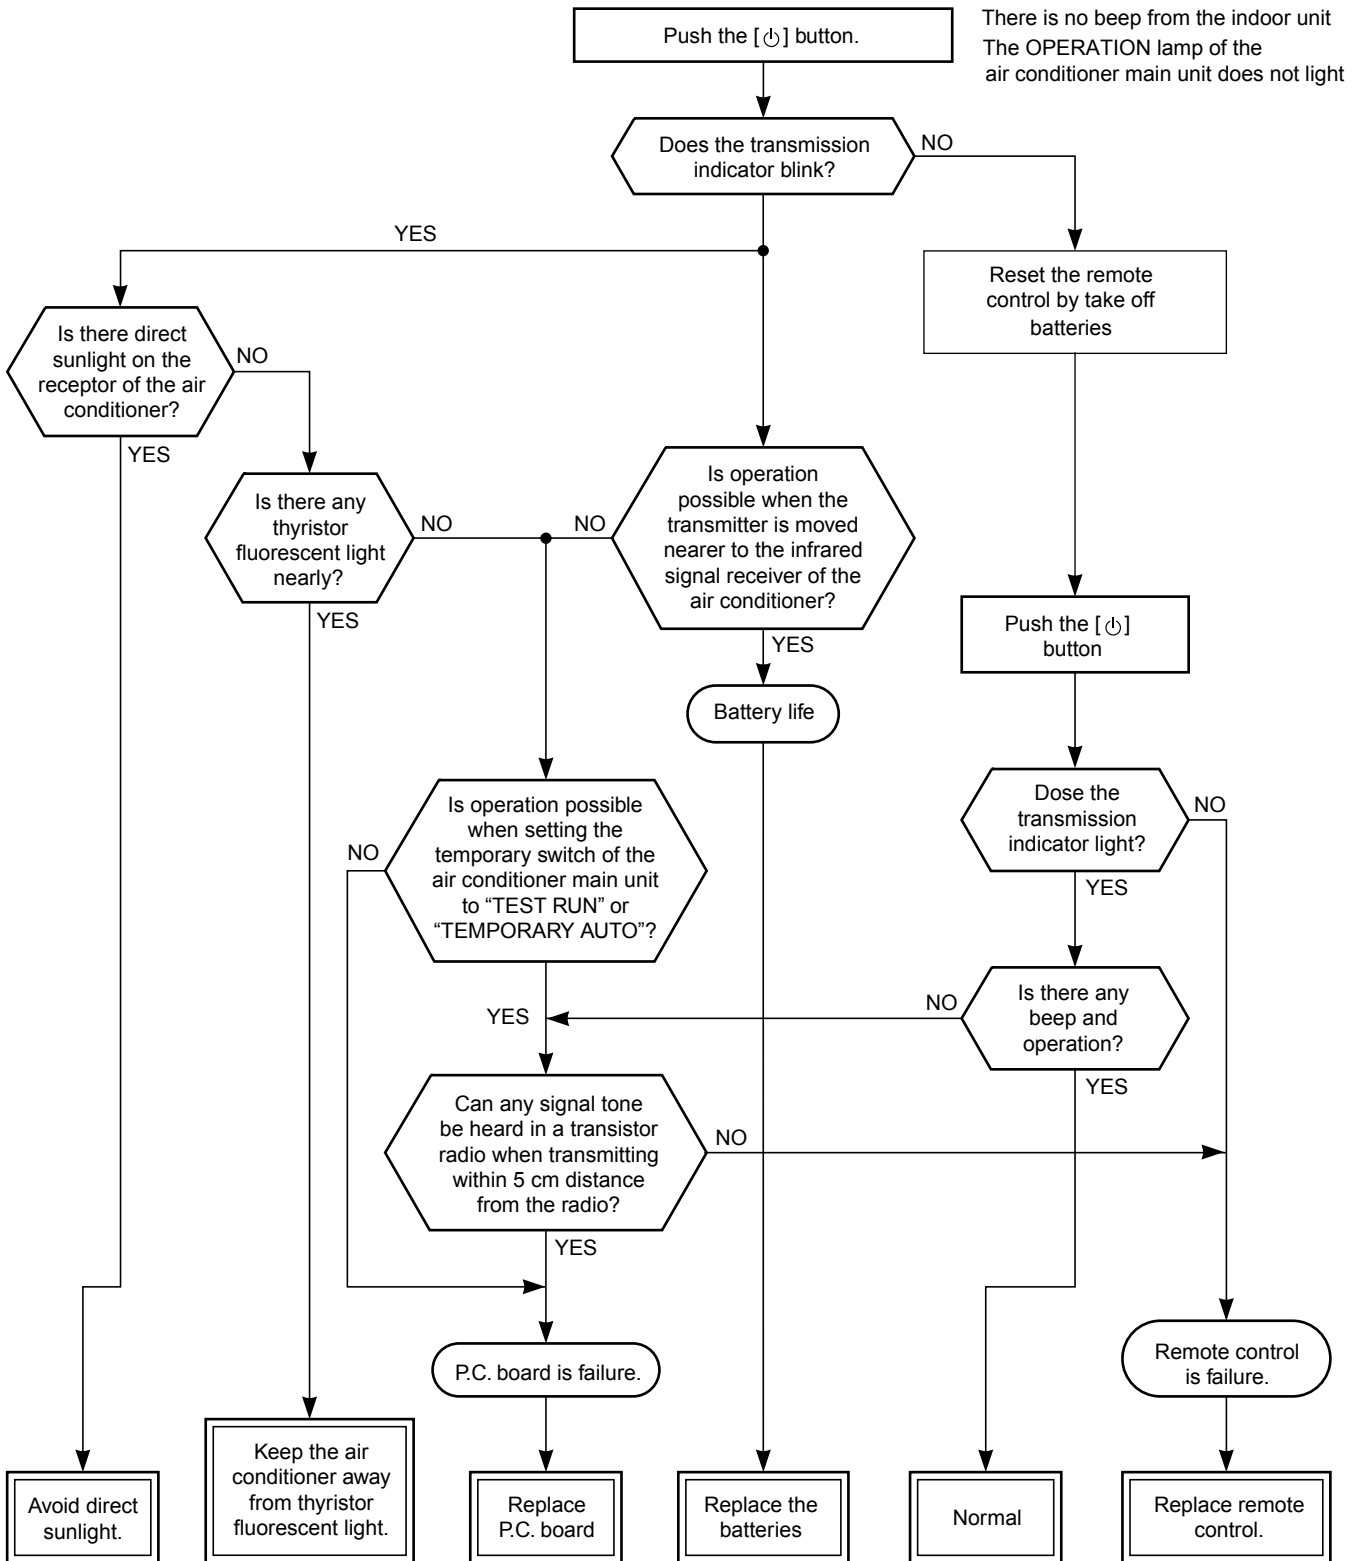 Push the [⏻] button.
There is no beep from the indoor unit
The OPERATION lamp of the
air conditioner main unit does not light
Does the transmission
indicator blink?
NO
YES
Reset the remote
control by take off
batteries
Is there direct
sunlight on the
receptor of the air
conditioner?
NO
YES
Is there any
thyristor
fluorescent light
nearly?
NO
YES
Is operation
possible when the
transmitter is moved
nearer to the infrared
signal receiver of the
air conditioner?
NO
YES
Battery life
Push the [⏻]
button
Is operation possible
when setting the
temporary switch of the
air conditioner main unit
to “TEST RUN” or
“TEMPORARY AUTO”?
NO
YES
Dose the
transmission
indicator light?
NO
YES
Is there any
beep and
operation?
NO
YES
Can any signal tone
be heard in a transistor
radio when transmitting
within 5 cm distance
from the radio?
NO
YES
P.C. board is failure.
Remote control
is failure.
Avoid direct
sunlight.
Keep the air
conditioner away
from thyristor
fluorescent light.
Replace
P.C. board
Replace the
batteries
Normal
Replace remote
control.